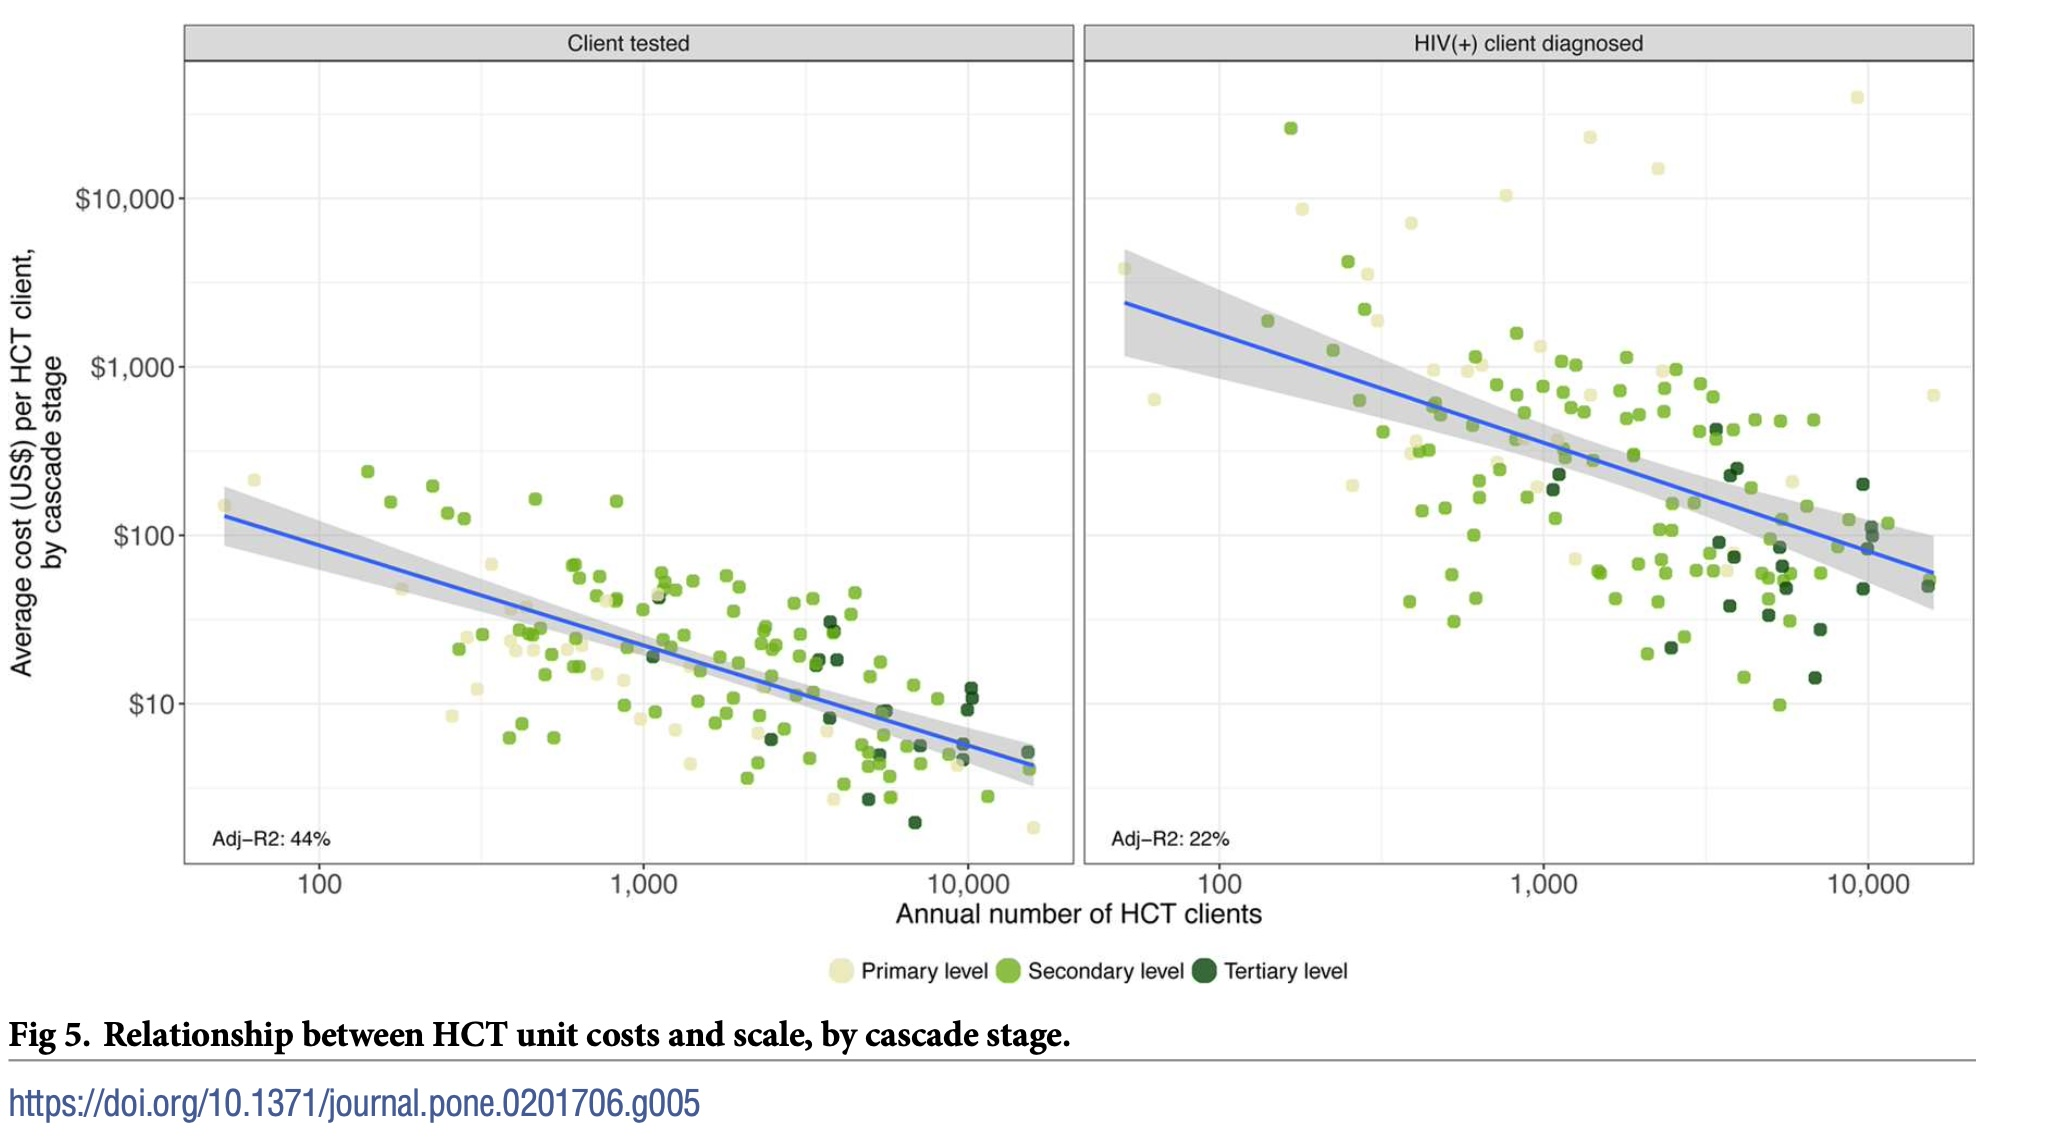 Client tested
HIV(+) client diagnosed
Average cost (US$) per HCT client,
by cascade stage
$10,000
$1,000
$100
$10
Adj–R2: 44%
Adj–R2: 22%
100 1,000 10,000
100 1,000 10,000
Annual number of HCT clients
Primary level Secondary level Tertiary level
Fig 5. Relationship between HCT unit costs and scale, by cascade stage.
https://doi.org/10.1371/journal.pone.0201706.g005